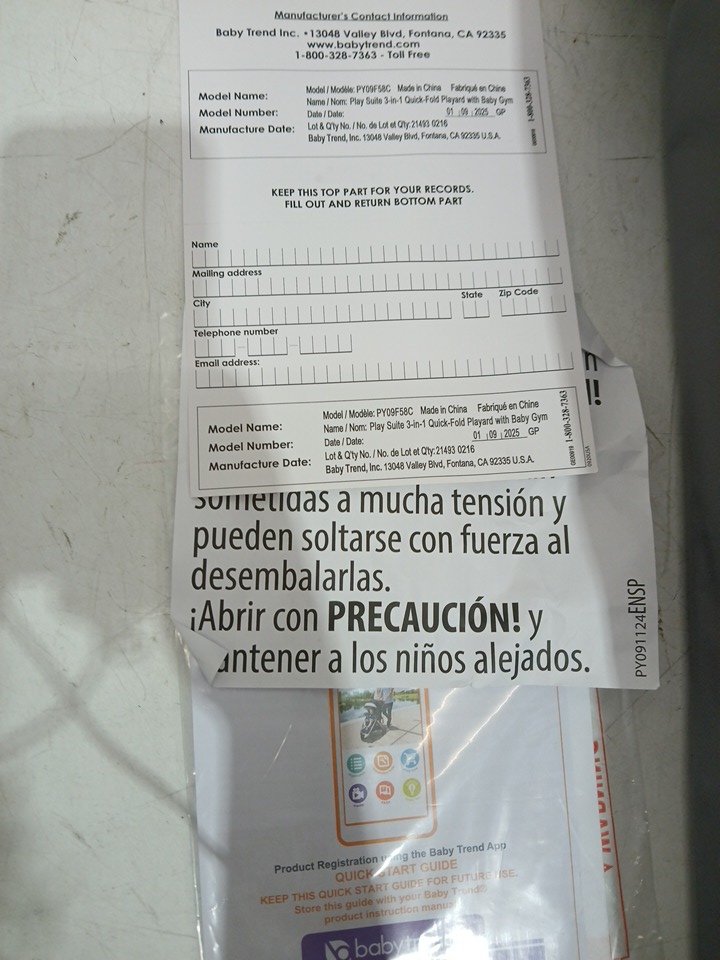 Manufacturer's Contact Information
Baby Trend Inc. • 13048 Valley Blvd, Fontana, CA 92335
www.babytrend.com
1-800-328-7363 - Toll Free
Model Name:
Model Number:
Manufacture Date:
Model / Modèle: PY09F58C Made in China Fabriqué en Chine
Name / Nom: Play Suite 3-in-1 Quick-Fold Playard with Baby Gym
Date / Date: 01 | 09 | 2025 GP
Lot & Q'ty No. / No. de Lot et Q'ty: 21493 0216
Baby Trend, Inc. 13048 Valley Blvd, Fontana, CA 92335 U.S.A.
1-800-328-7363
KEEP THIS TOP PART FOR YOUR RECORDS.
FILL OUT AND RETURN BOTTOM PART
Name
Mailing address
City
State
Zip Code
Telephone number
Email address:
Model Name:
Model Number:
Manufacture Date:
Model / Modèle: PY09F58C Made in China Fabriqué en Chine
Name / Nom: Play Suite 3-in-1 Quick-Fold Playard with Baby Gym
Date / Date: 01 | 09 | 2025 GP
Lot & Q'ty No. / No. de Lot et Q'ty: 21493 0216
Baby Trend, Inc. 13048 Valley Blvd, Fontana, CA 92335 U.S.A.
1-800-328-7363
sometidas a mucha tensión y
pueden soltarse con fuerza al
desembalarlas.
¡Abrir con PRECAUCIÓN! y
mantener a los niños alejados.
PY091124ENSP
Product Registration using the Baby Trend App
QUICK START GUIDE
KEEP THIS QUICK START GUIDE FOR FUTURE USE.
Store this guide with your Baby Trend®
product instruction manual
babytrend